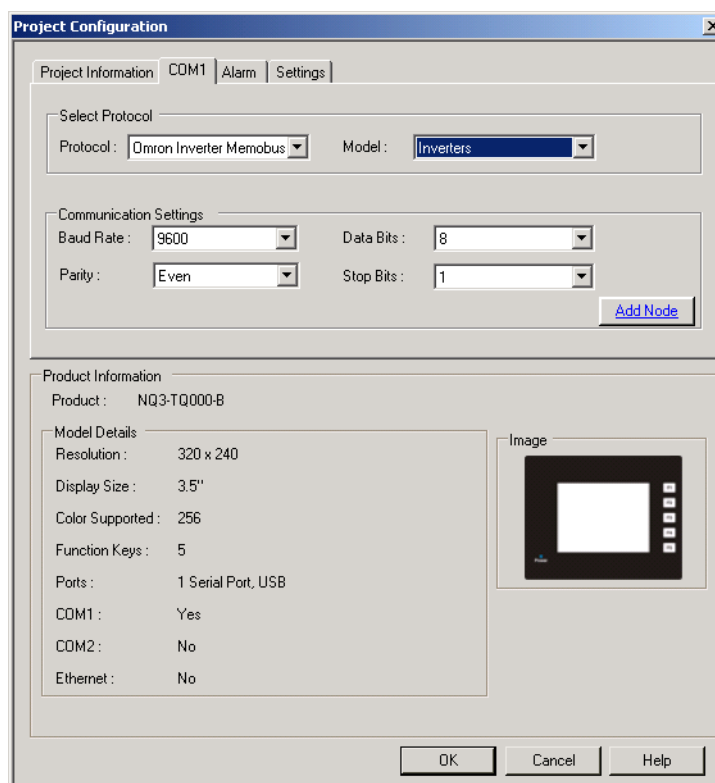 Project Configuration
Project Information COM1 Alarm Settings
Select Protocol
Protocol : Omron Inverter Memobus Model : Inverters
Communication Settings
Baud Rate : 9600 Data Bits : 8
Parity : Even Stop Bits : 1
Add Node
Product Information
Product : NQ3-TQ000-B
Model Details
Image
Resolution : 320 x 240
Display Size : 3.5"
Color Supported : 256
Function Keys : 5
Ports : 1 Serial Port, USB
COM1 : Yes
COM2 : No
Ethernet : No
OK Cancel Help